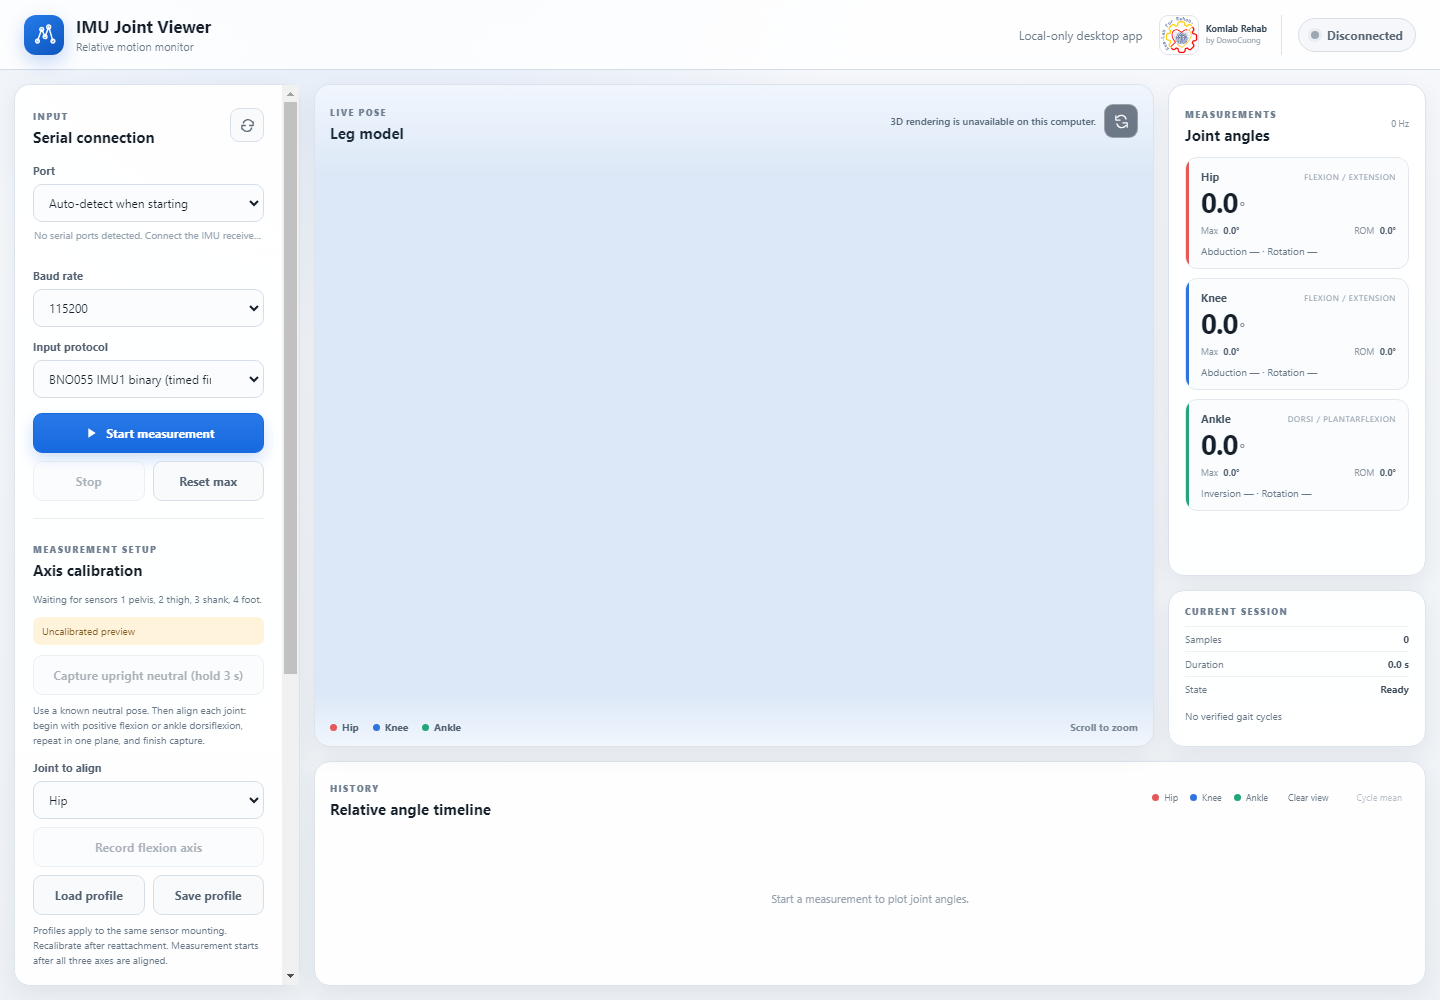 IMU Joint Viewer
Relative motion monitor
Local-only desktop app
Komlab Rehab
by DowoCuong
Disconnected
INPUT
Serial connection
Port
Auto-detect when starting
No serial ports detected. Connect the IMU receive...
Baud rate
115200
Input protocol
BNO055 IMU1 binary (timed fi
Start measurement
Stop
Reset max
MEASUREMENT SETUP
Axis calibration
Waiting for sensors 1 pelvis, 2 thigh, 3 shank, 4 foot.
Uncalibrated preview
Capture upright neutral (hold 3 s)
Use a known neutral pose. Then align each joint:
begin with positive flexion or ankle dorsiflexion,
repeat in one plane, and finish capture.
Joint to align
Hip
Record flexion axis
Load profile
Save profile
Profiles apply to the same sensor mounting.
Recalibrate after reattachment. Measurement starts
after all three axes are aligned.
LIVE POSE
Leg model
3D rendering is unavailable on this computer.
Hip
Knee
Ankle
Scroll to zoom
MEASUREMENTS
Joint angles
0 Hz
Hip
FLEXION / EXTENSION
0.0°
Max 0.0°
ROM 0.0°
Abduction — · Rotation —
Knee
FLEXION / EXTENSION
0.0°
Max 0.0°
ROM 0.0°
Abduction — · Rotation —
Ankle
DORSI / PLANTARFLEXION
0.0°
Max 0.0°
ROM 0.0°
Inversion — · Rotation —
CURRENT SESSION
Samples 0
Duration 0.0 s
State Ready
No verified gait cycles
HISTORY
Relative angle timeline
Hip
Knee
Ankle
Clear view
Cycle mean
Start a measurement to plot joint angles.